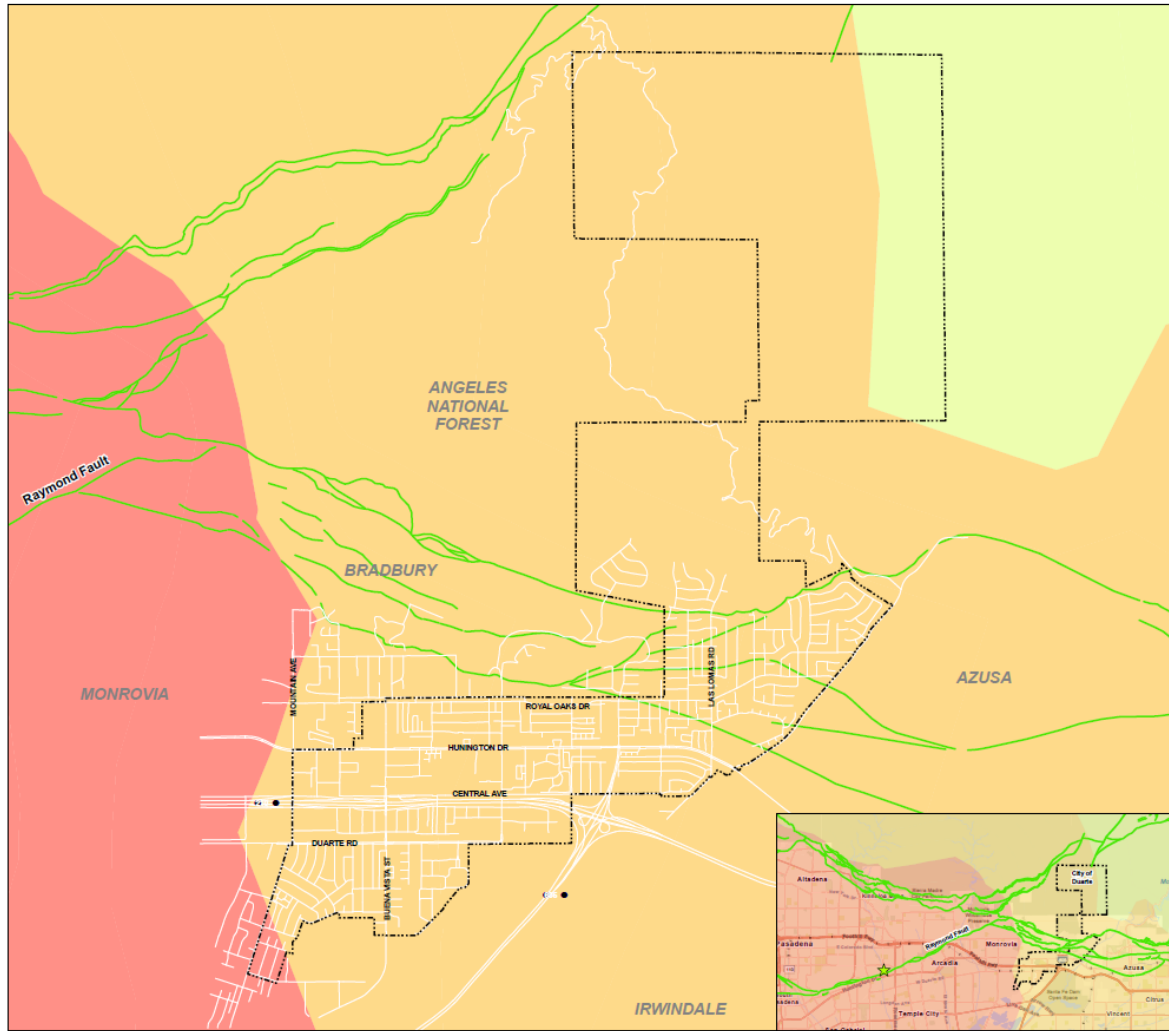 ANGELES
NATIONAL
FOREST
Raymond Fault
BRADBURY
MONROVIA
MOUNTAIN AVE
LAS LOMAS RD
AZUSA
ROYAL OAKS DR
HUNINGTON DR
CENTRAL AVE
DUARTE RD
BUENA VISTA ST
IRWINDALE
City of
Duarte
Altadena
Raymond Fault
Monrovia
Pasadena
Arcadia
Azusa
Citrus
Temple City
Vincent